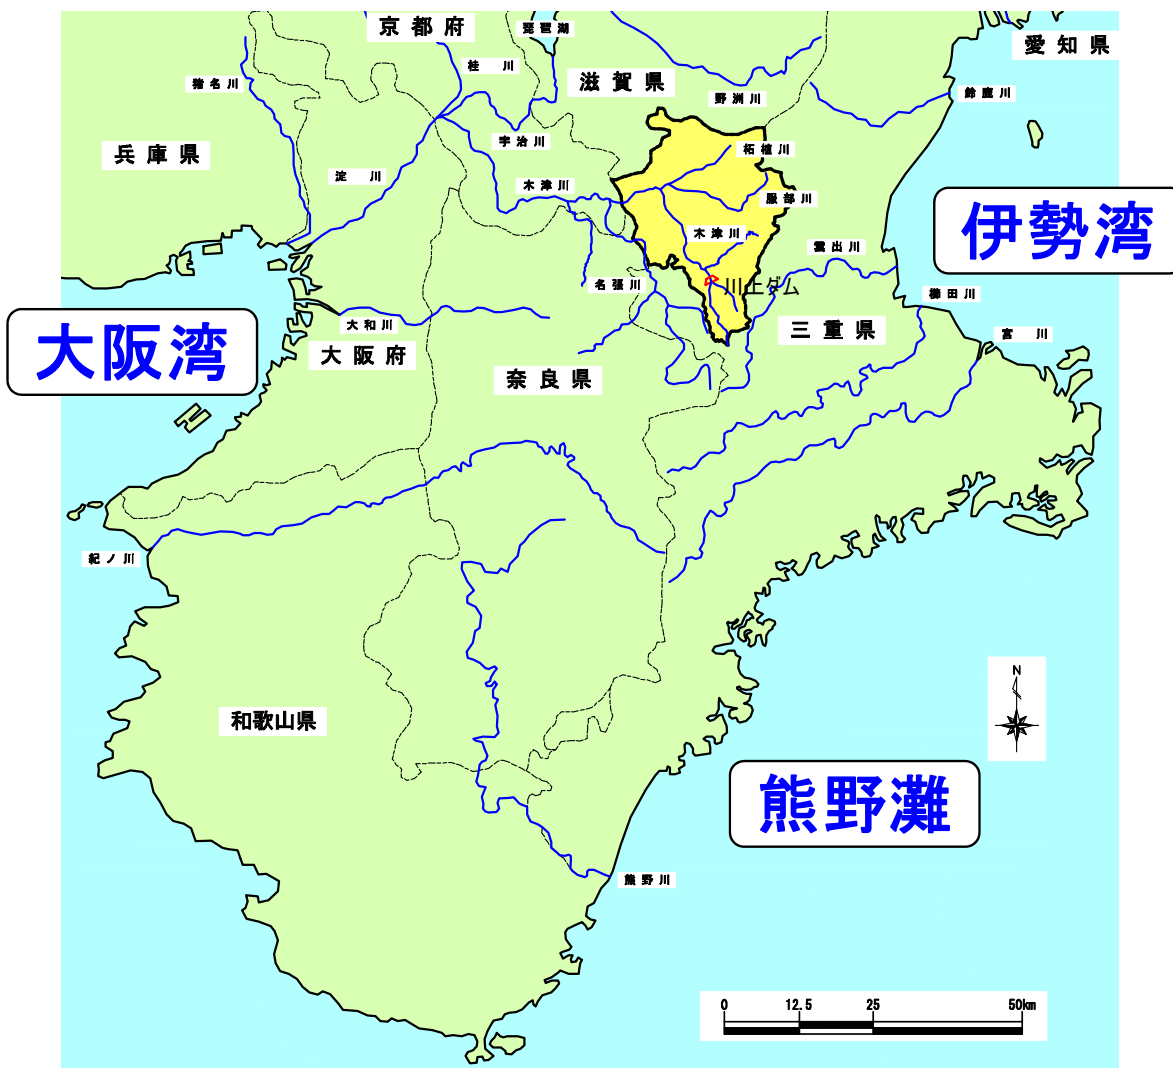 京都府
琵琶湖
愛知県
桂川
滋賀県
猪名川
野洲川
鈴鹿川
宇治川
兵庫県
柘植川
淀川
木津川
服部川
伊勢湾
木津川
雲出川
名張川
川上ダム
櫛田川
大阪湾
大和川
三重県
宮川
大阪府
奈良県
紀ノ川
N
和歌山県
熊野灘
熊野川
0 12.5 25 50km